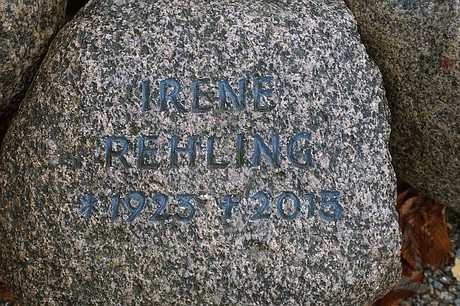 IRENE
REHLING
* 1923 † 2015